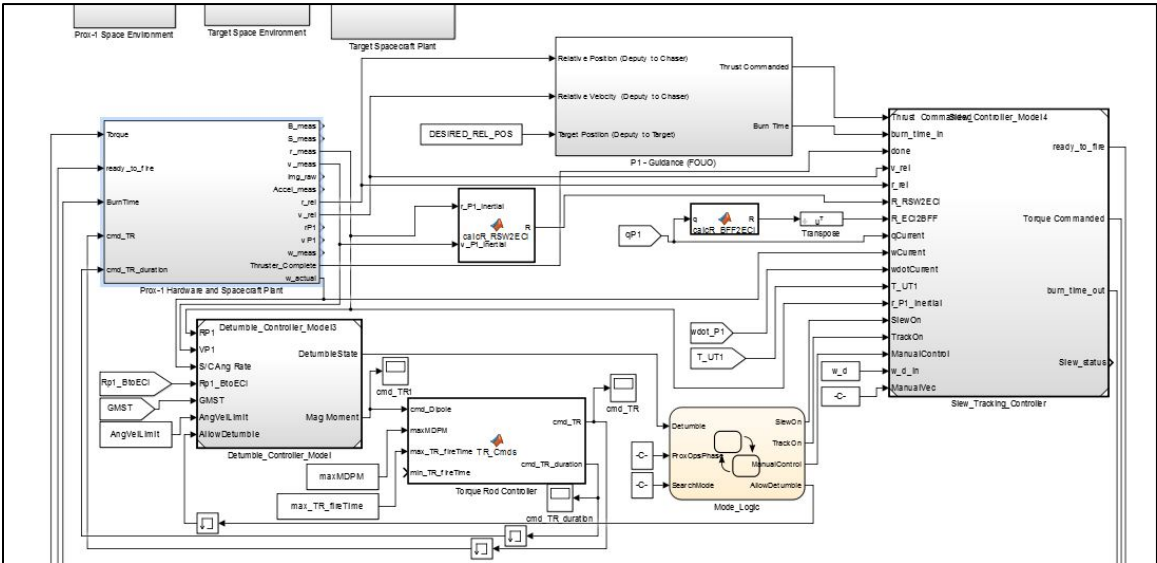 Prox-1 Space Environment
Target Space Environment
Target Spacecraft Plant
Relative Position (Deputy to Chaser)
Relative Velocity (Deputy to Chaser)
Target Position (Deputy to Target)
Thrust Commanded
Burn Time
P1 - Guidance (FOUO)
DESIRED_REL_POS
Torque
ready_to_fire
BurnTime
cmd_TR
cmd_TR_duration
B_meas
S_meas
r_meas
v_meas
Img_raw
Accel_meas
r_rel
v_rel
rP1
vP1
w_meas
Thruster_Complete
w_actual
Prox-1 Hardware and Spacecraft Plant
r_P1_Inertial
v_P1_Inertial
R
calcR_RSW2ECI
qP1
q
R
calcR_BFF2ECI
uT
Transpose
Slew_Controller_Model4
Thrust Commanded
burn_time_in
done
v_rel
r_rel
R_RSW2ECI
R_ECI2BFF
qCurrent
wCurrent
wdotCurrent
T_UT1
r_P1_Inertial
SlewOn
TrackOn
ManualControl
w_d_in
ManualVec
ready_to_fire
Torque Commanded
burn_time_out
Slew_status
Slew_Tracking_Controller
wdot_P1
T_UT1
w_d
-C-
Detumble_Controller_Model3
RP1
VP1
S/C Ang Rate
Rp1_BtoECI
GMST
AngVelLimit
AllowDetumble
DetumbleState
Mag Moment
Detumble_Controller_Model
Rp1_BtoECI
GMST
AngVelLimit
cmd_TR1
cmd_Dipole
maxMDPM
max_TR_fireTime
min_TR_fireTime
TR_Cmds
cmd_TR
cmd_TR_duration
Torque Rod Controller
cmd_TR
cmd_TR_duration
maxMDPM
max_TR_fireTime
Detumble
ProxOpsPhase
SearchMode
SlewOn
TrackOn
ManualControl
AllowDetumble
Mode_Logic
-C-
-C-